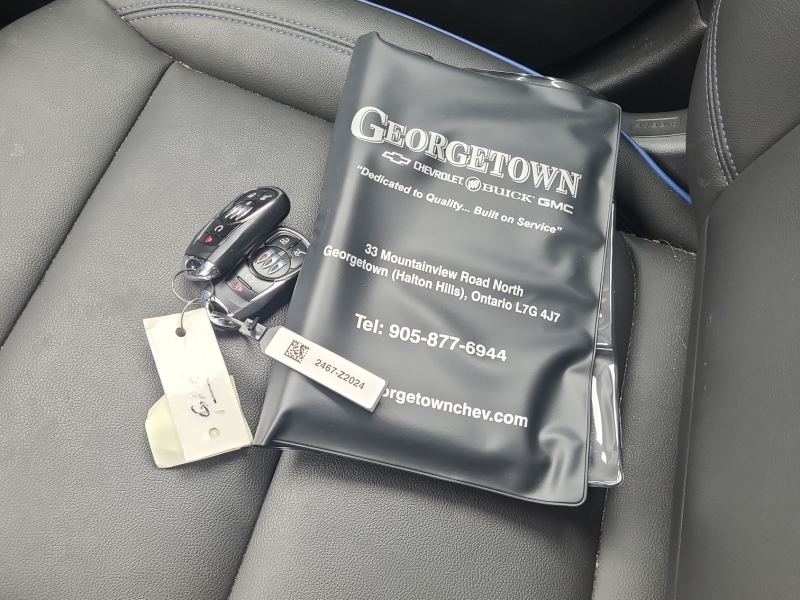 GEORGETOWN
CHEVROLET BUICK GMC
"Dedicated to Quality... Built on Service"
33 Mountainview Road North
Georgetown (Halton Hills), Ontario L7G 4J7
Tel: 905-877-6944
orgetownchev.com
2467-Z2024